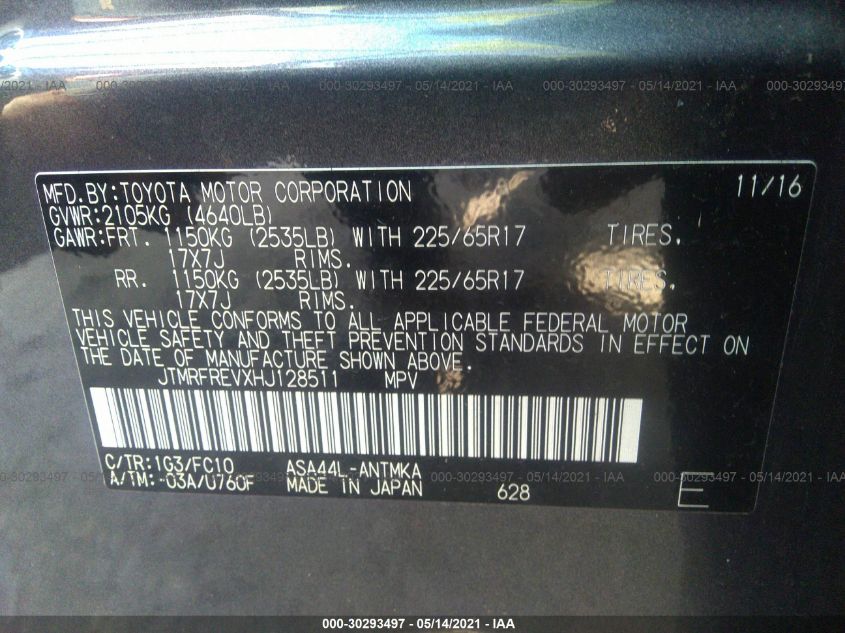 000-30293497 - 05/14/2021 - IAA
MFD.BY:TOYOTA MOTOR CORPORATION 11/16
GVWR:2105KG (4640LB)
GAWR:FRT. 1150KG (2535LB) WITH 225/65R17 TIRES.
17X7J RIMS.
RR. 1150KG (2535LB) WITH 225/65R17 TIRES.
17X7J RIMS.
THIS VEHICLE CONFORMS TO ALL APPLICABLE FEDERAL MOTOR
VEHICLE SAFETY AND THEFT PREVENTION STANDARDS IN EFFECT ON
THE DATE OF MANUFACTURE SHOWN ABOVE.
JTMRFREVXHJ128511 MPV
C/TR:1G3/FC10 ASA44L-ANTMKA
A/TM: -03A/U760F MADE IN JAPAN 628 E
000-30293497 - 05/14/2021 - IAA